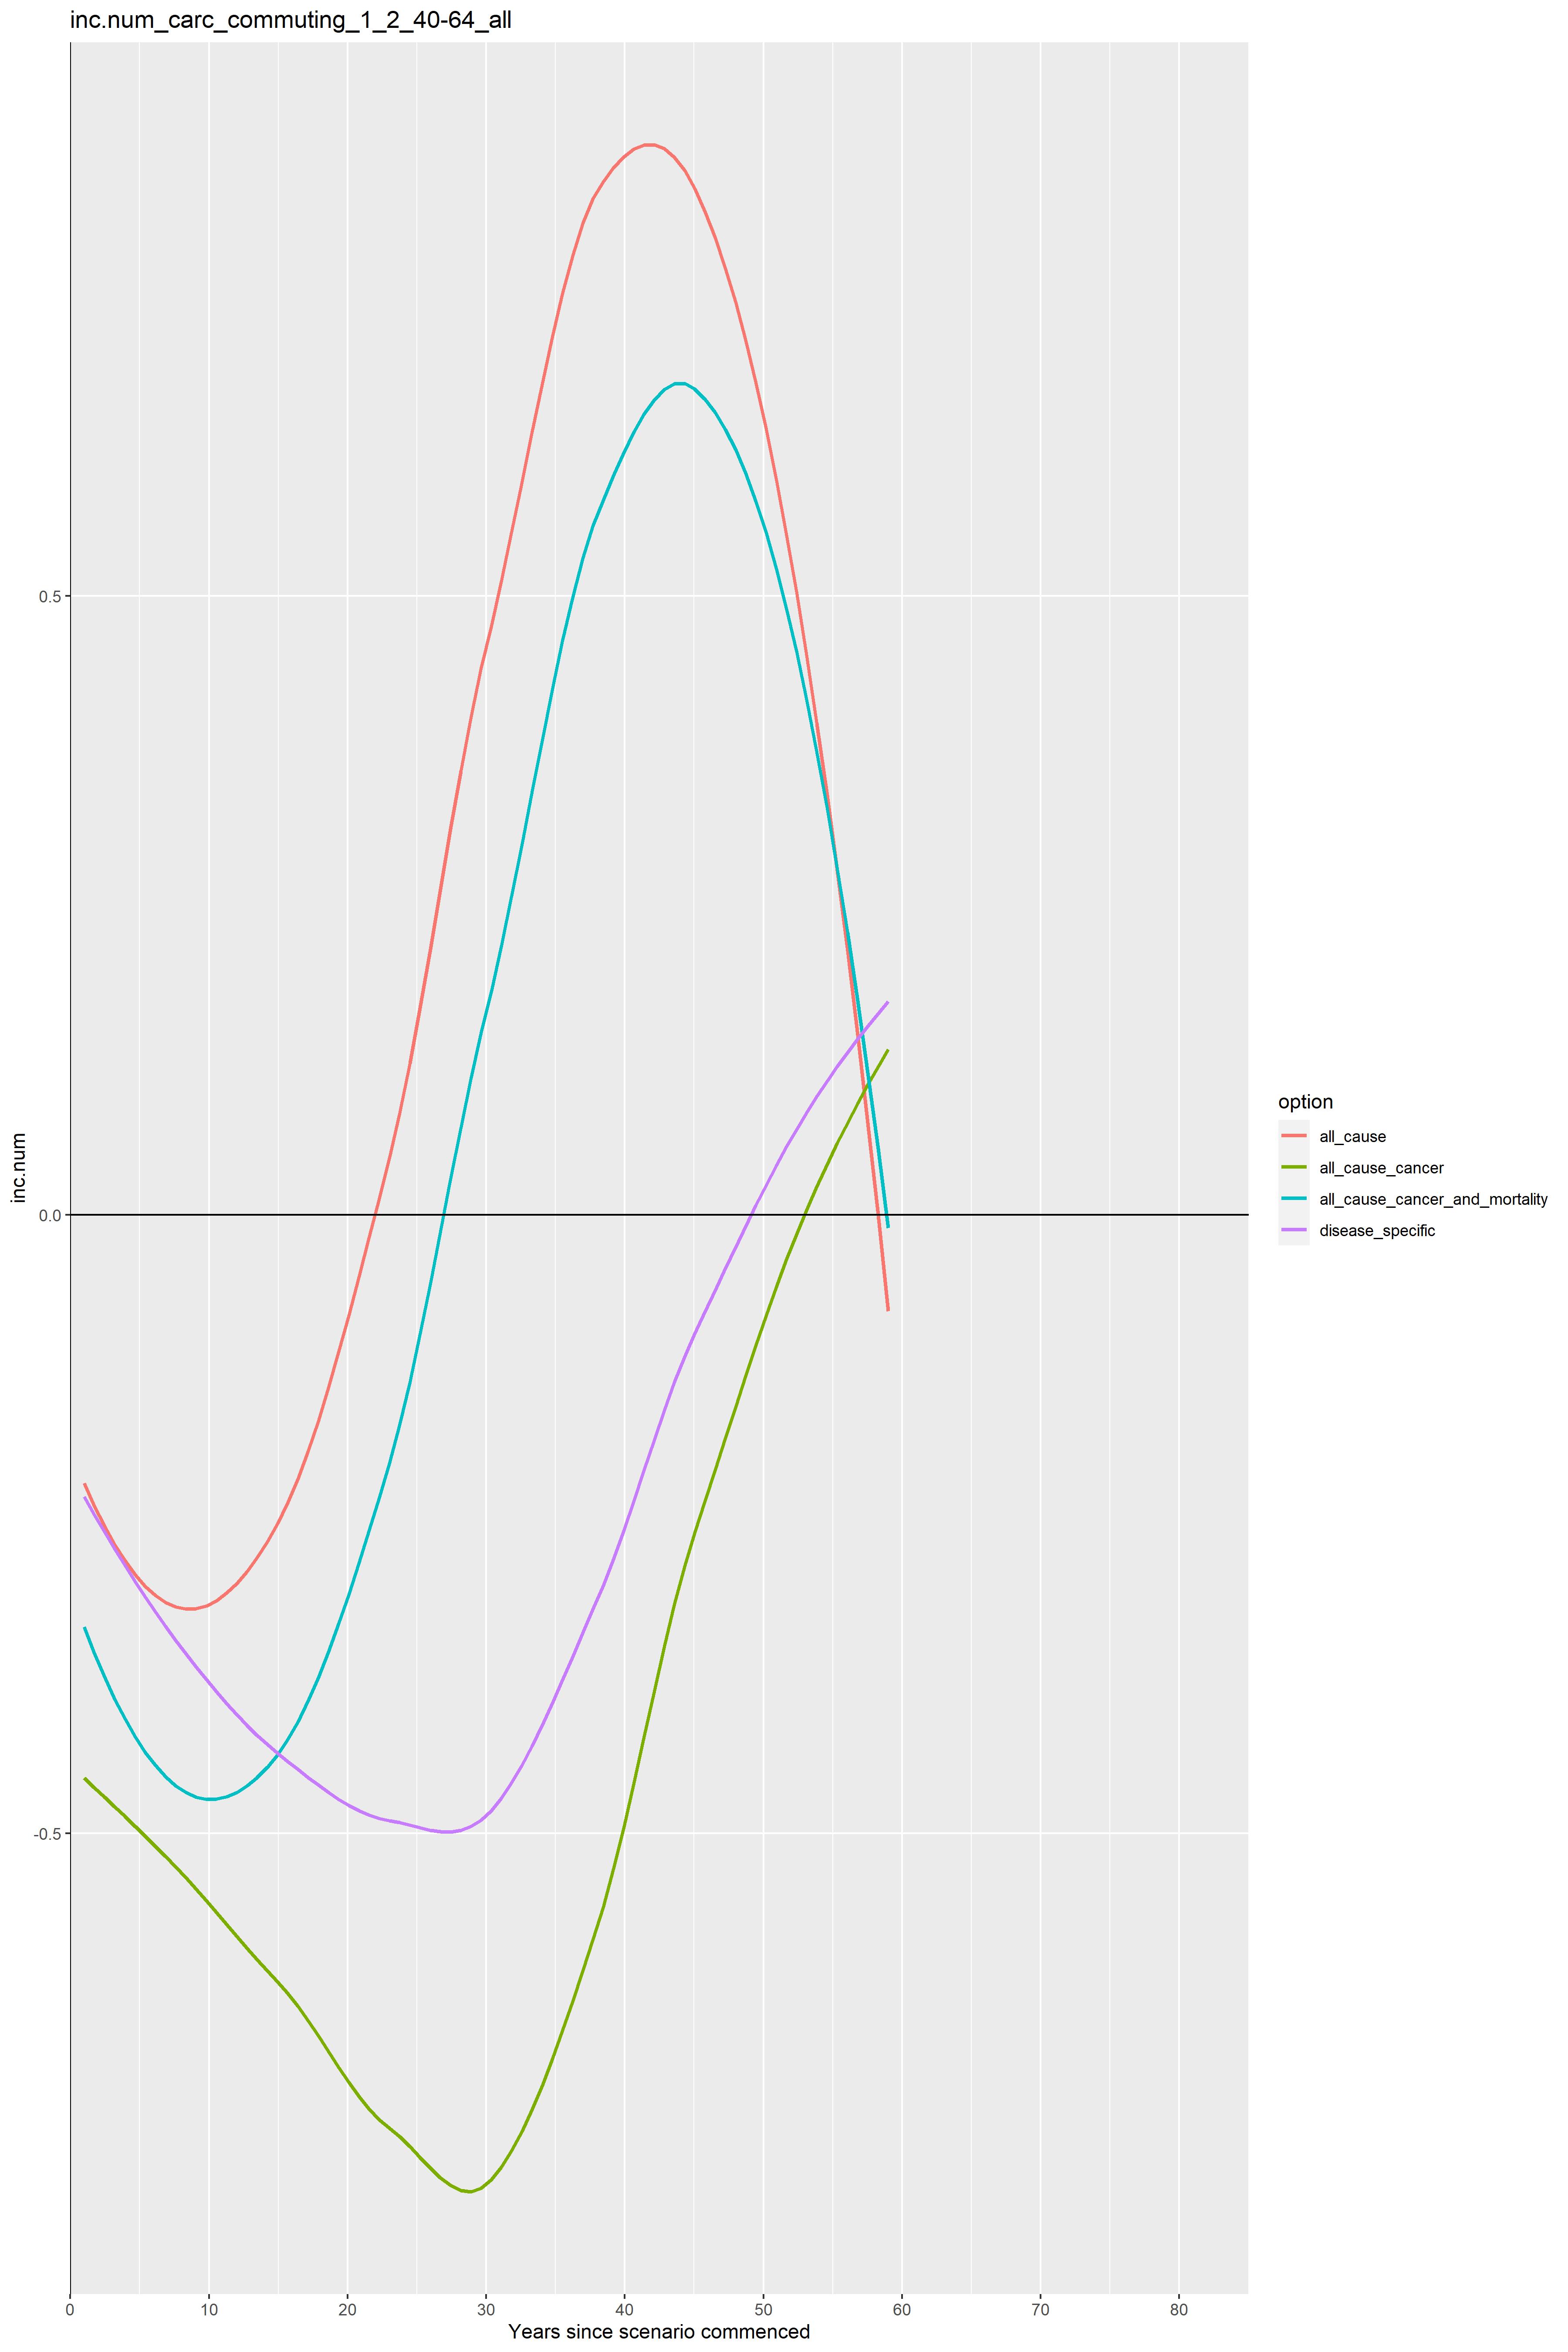 inc.num_carc_commuting_1_2_40-64_all
inc.num
0.5
0.0
-0.5
0 10 20 30 40 50 60 70 80
Years since scenario commenced
option
all_cause
all_cause_cancer
all_cause_cancer_and_mortality
disease_specific